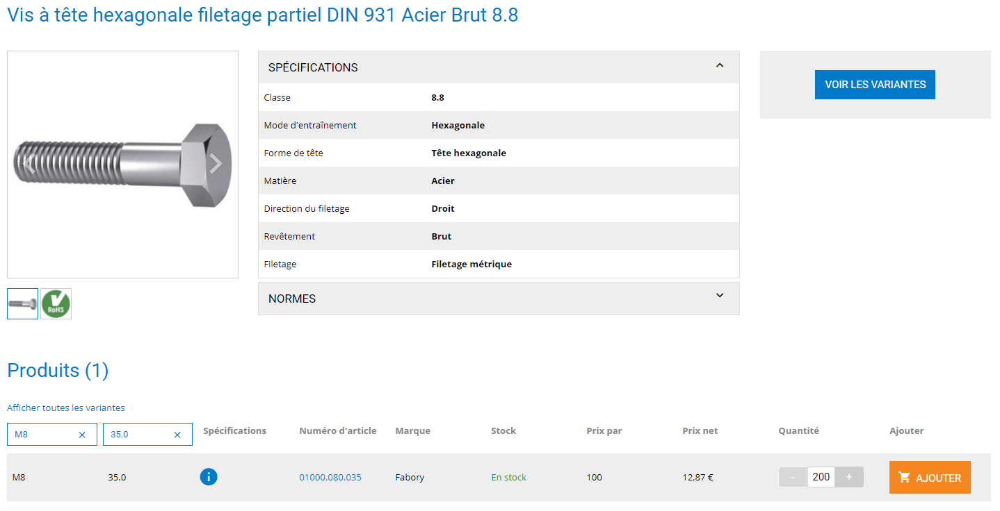 Vis à tête hexagonale filetage partiel DIN 931 Acier Brut 8.8
SPÉCIFICATIONS
VOIR LES VARIANTES
Classe 8.8
Mode d'entraînement Hexagonale
Forme de tête Tête hexagonale
Matière Acier
Direction du filetage Droit
Revêtement Brut
Filetage Filetage métrique
NORMES
RoHS
Produits (1)
Afficher toutes les variantes
M8 × 35.0 × Spécifications Numéro d'article Marque Stock Prix par Prix net Quantité Ajouter
M8 35.0 i 01000.080.035 Fabory En stock 100 12,87 € - 200 + AJOUTER